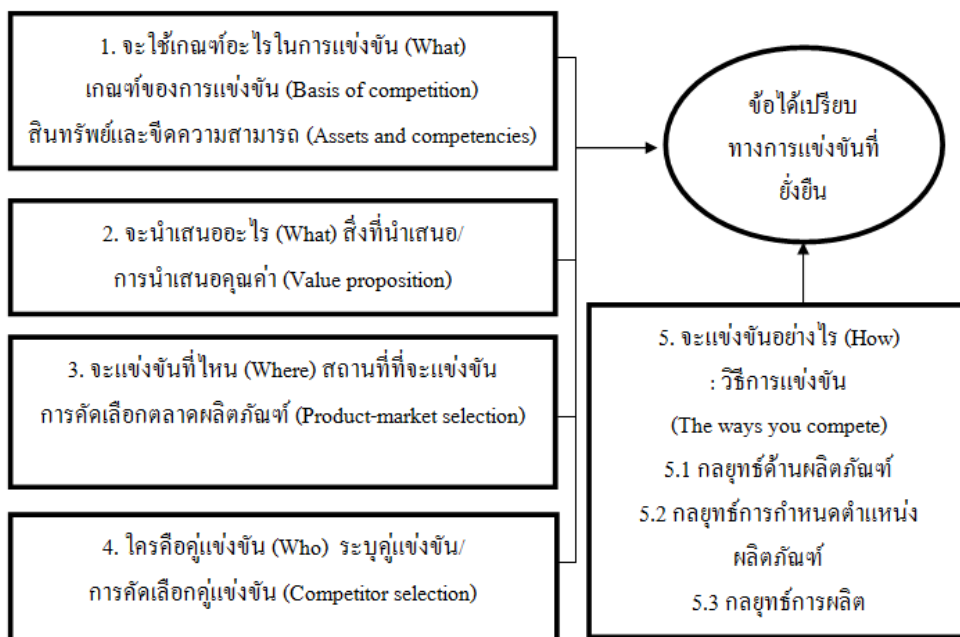 1. จะใช้เกณฑ์อะไรในการแข่งขัน (What)
เกณฑ์ของการแข่งขัน (Basis of competition)
สินทรัพย์และขีดความสามารถ (Assets and competencies)
2. จะนำเสนออะไร (What) สิ่งที่นำเสนอ/
การนำเสนอคุณค่า (Value proposition)
3. จะแข่งขันที่ไหน (Where) สถานที่ที่จะแข่งขัน
การคัดเลือกตลาดผลิตภัณฑ์ (Product-market selection)
4. ใครคือคู่แข่งขัน (Who) ระบุคู่แข่งขัน/
การคัดเลือกคู่แข่งขัน (Competitor selection)
ข้อได้เปรียบ
ทางการแข่งขันที่
ยั่งยืน
5. จะแข่งขันอย่างไร (How)
: วิธีการแข่งขัน
(The ways you compete)
5.1 กลยุทธ์ด้านผลิตภัณฑ์
5.2 กลยุทธ์การกำหนดตำแหน่ง
ผลิตภัณฑ์
5.3 กลยุทธ์การผลิต